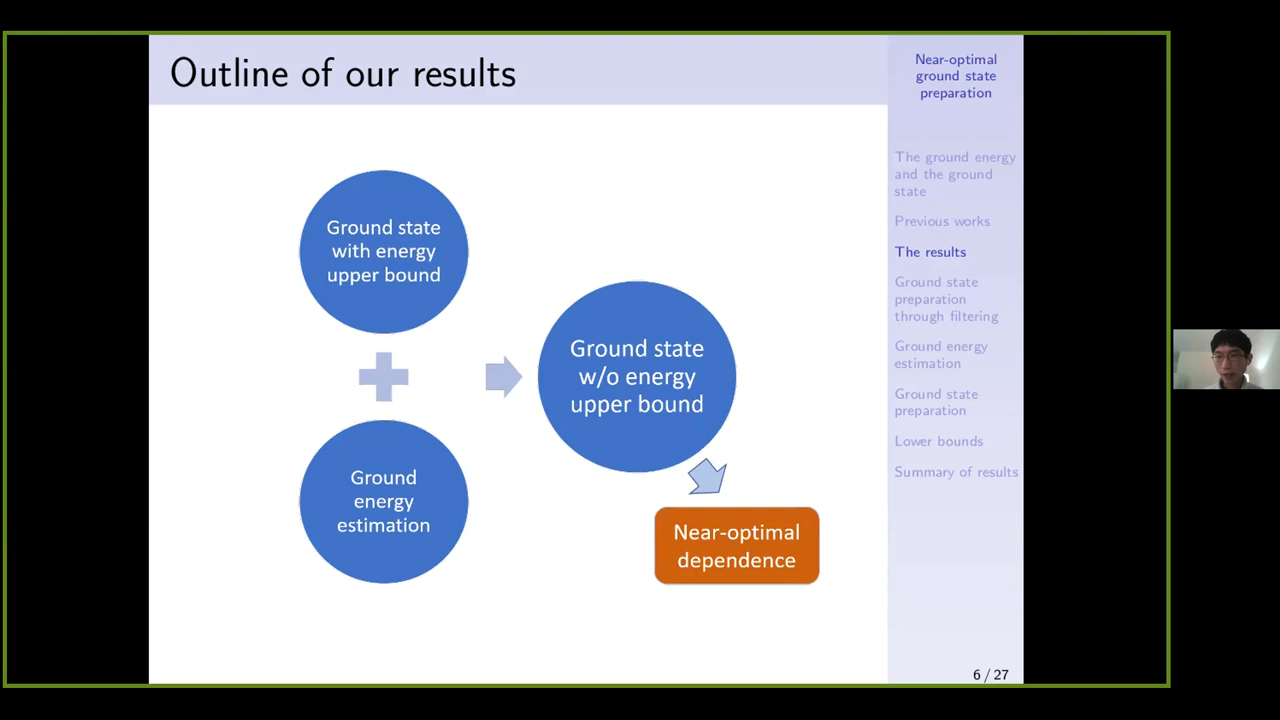 Outline of our results
Ground state
with energy
upper bound
Ground
energy
estimation
Ground state
w/o energy
upper bound
Near-optimal
dependence
Near-optimal
ground state
preparation
The ground energy
and the ground
state
Previous works
The results
Ground state
preparation
through filtering
Ground energy
estimation
Ground state
preparation
Lower bounds
Summary of results
6 / 27